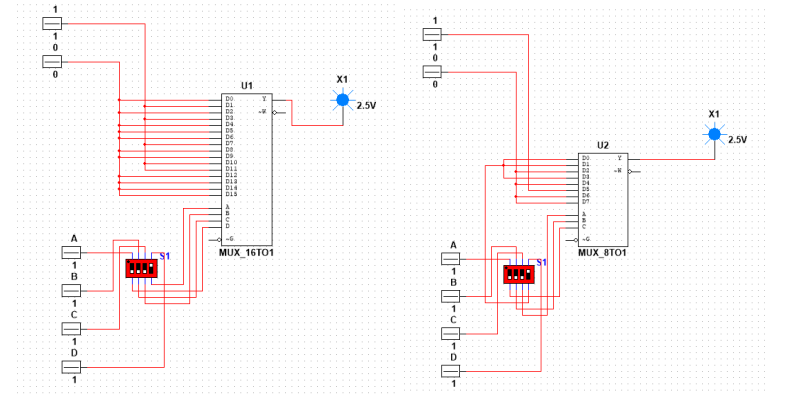 1
1
0
0
U1
D0
D1
D2
D3
D4
D5
D6
D7
D8
D9
D10
D11
D12
D13
D14
D15
A
B
C
D
~G
Y
~W
MUX_16TO1
X1
2.5V
A
1
B
1
C
1
D
1
S1
1
1
0
0
U2
D0
D1
D2
D3
D4
D5
D6
D7
A
B
C
~G
Y
~W
MUX_8TO1
X1
2.5V
A
1
B
1
C
1
D
1
S1